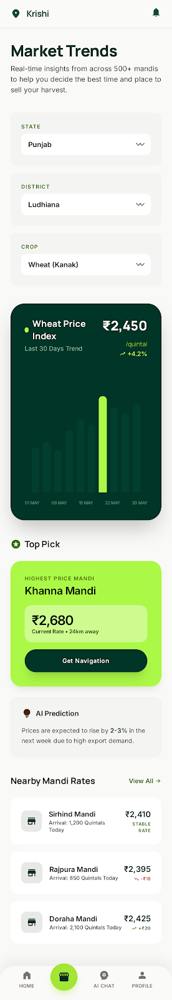 Krishi
Market Trends
Real-time insights from across 500+ mandis
to help you decide the best time and place to
sell your harvest.
STATE
Punjab
DISTRICT
Ludhiana
CROP
Wheat (Kanak)
Wheat Price
Index
₹2,450
/quintal
Last 30 Days Trend
+4.2%
01 MAY 08 MAY 15 MAY 22 MAY 30 MAY
Top Pick
HIGHEST PRICE MANDI
Khanna Mandi
₹2,680
Current Rate • 24km away
Get Navigation
AI Prediction
Prices are expected to rise by 2-3% in the
next week due to high export demand.
Nearby Mandi Rates
View All →
Sirhind Mandi
Arrival: 1,200 Quintals
Today
₹2,410
STABLE
RATE
Rajpura Mandi
Arrival: 850 Quintals Today
₹2,395
-₹15
Doraha Mandi
Arrival: 2,100 Quintals Today
₹2,425
+₹20
HOME
AI CHAT
PROFILE